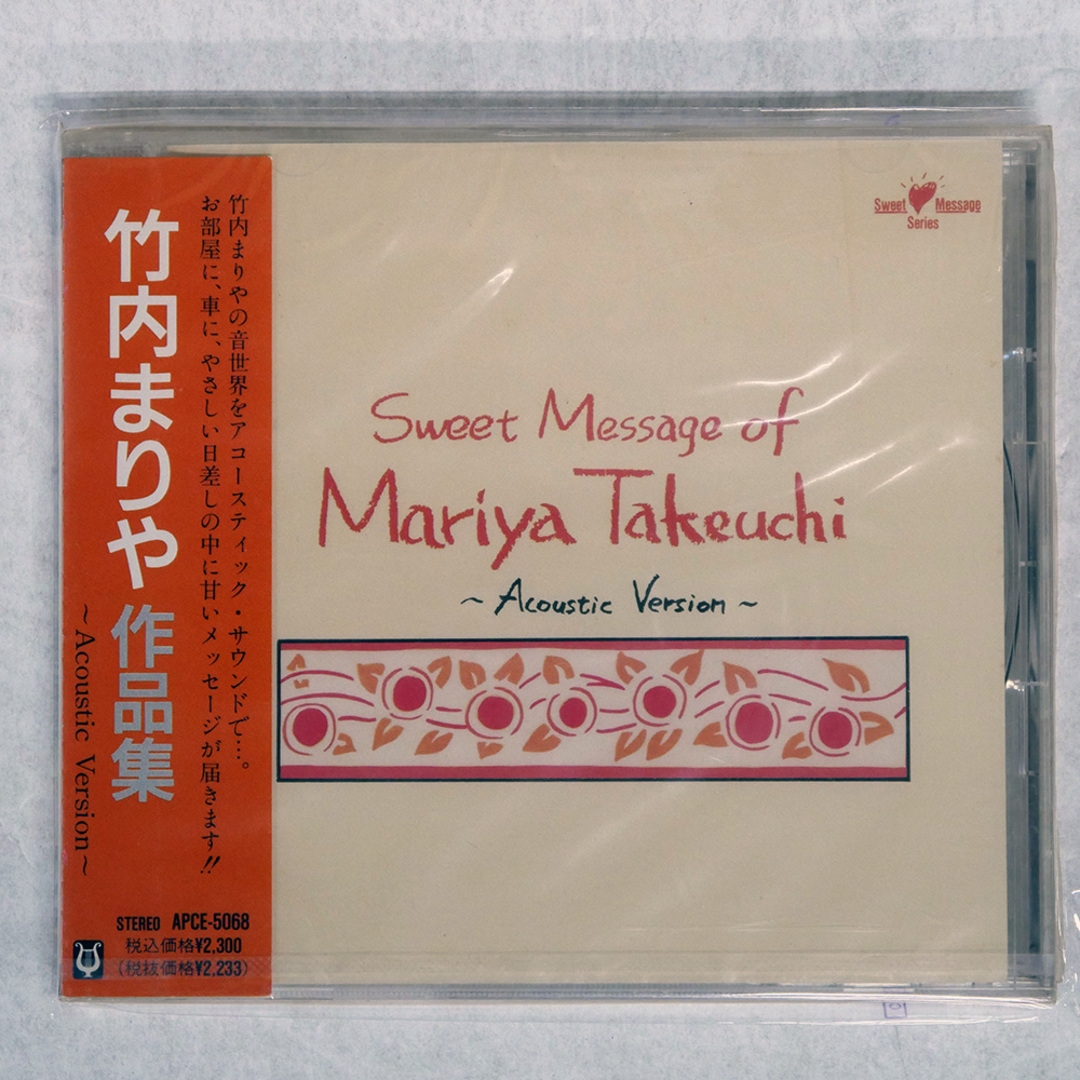 竹内まりやの音世界をアコースティック・サウンドで…。
お部屋に、車に、やさしい日差しの中に甘いメッセージが届きます!!
竹内まりや 作品集
~Acoustic Version~
STEREO APCE-5068
税込価格¥2,300
(税抜価格¥2,233)
Sweet Message
Series
Sweet Message of
Mariya Takeuchi
~ Acoustic Version ~